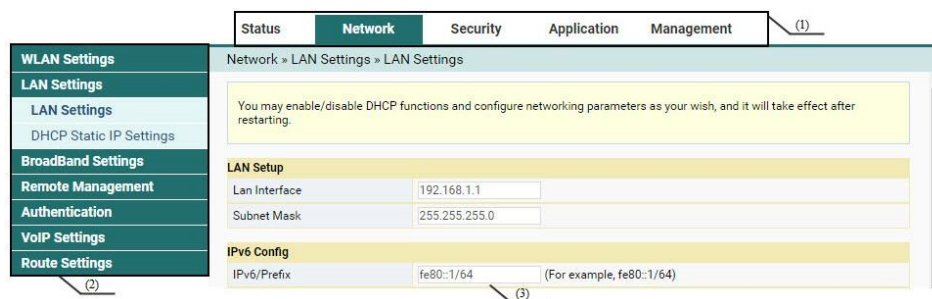 Status Network Security Application Management (1)
WLAN Settings
Network » LAN Settings » LAN Settings
LAN Settings
LAN Settings
DHCP Static IP Settings
BroadBand Settings
Remote Management
Authentication
VoIP Settings
Route Settings
(2)
You may enable/disable DHCP functions and configure networking parameters as your wish, and it will take effect after
restarting.
LAN Setup
Lan Interface 192.168.1.1
Subnet Mask 255.255.255.0
IPv6 Config
IPv6/Prefix fe80::1/64 (For example, fe80::1/64)
(3)